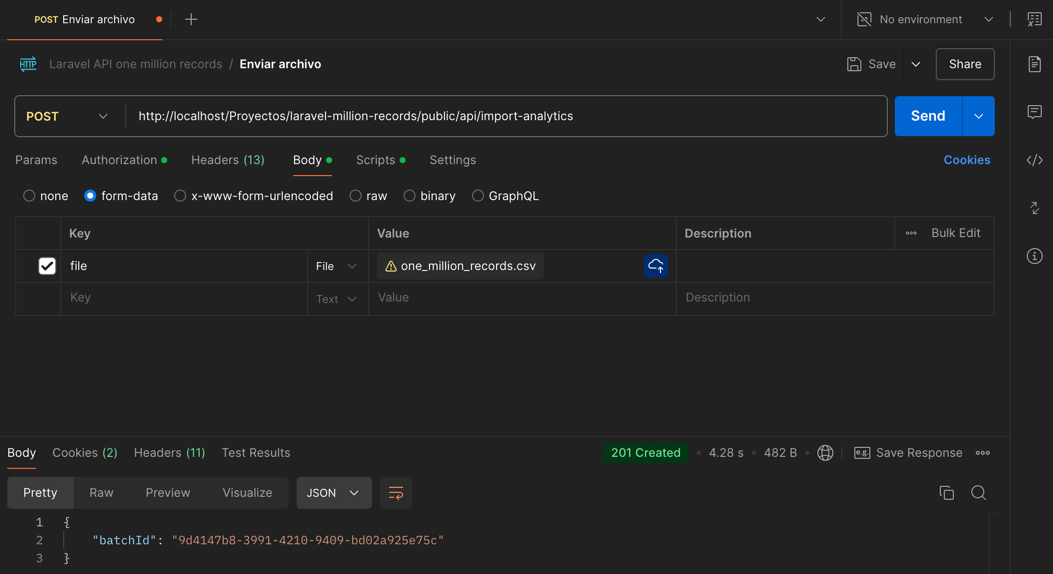 POST Enviar archivo
No environment
HTTP Laravel API one million records / Enviar archivo
Save
Share
POST http://localhost/Proyectos/laravel-million-records/public/api/import-analytics
Send
Params Authorization Headers (13) Body Scripts Settings
Cookies
none form-data x-www-form-urlencoded raw binary GraphQL
Key Value Description ••• Bulk Edit
file File one_million_records.csv
Key Text Value Description
Body Cookies (2) Headers (11) Test Results
201 Created • 4.28 s • 482 B e.g. Save Response •••
Pretty Raw Preview Visualize JSON
1 {
2 "batchId": "9d4147b8-3991-4210-9409-bd02a925e75c"
3 }